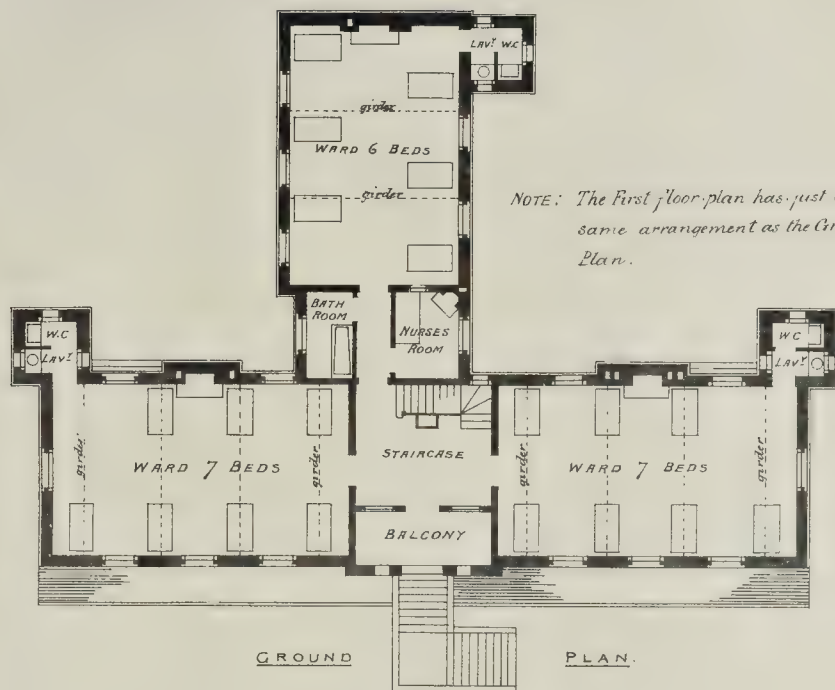 LAVY W.C
girder
WARD 6 BEDS
girder
NOTE: The First floor plan has just
same arrangement as the
Plan.
BATH
ROOM
NURSES
ROOM
W.C
LAVY
W.C
LAVY
girder
WARD 7 BEDS
girder
STAIRCASE
girder
WARD 7 BEDS
girder
BALCONY
GROUND PLAN.